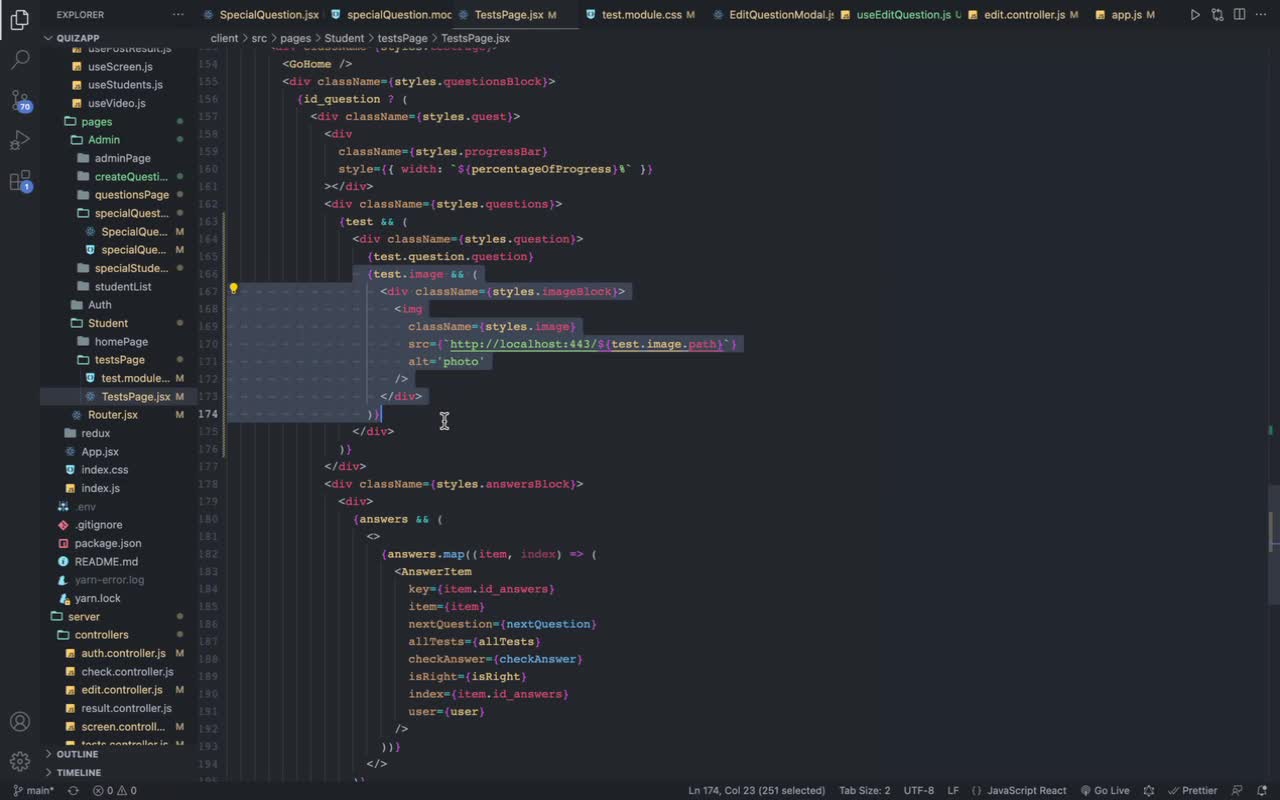 EXPLORER ···
QUIZAPP
usePostResult.js
useScreen.js
useStudents.js
useVideo.js
pages
Admin
adminPage
createQuesti...
questionsPage
specialQuest...
SpecialQue... M
specialQue... M
specialStude...
studentList
Auth
Student
homePage
testsPage
test.module... M
TestsPage.jsx M
Router.jsx
redux
App.jsx
index.css
index.js
.env
.gitignore
package.json
README.md
yarn-error.log
yarn.lock
server
controllers
auth.controller.js M
check.controller.js
edit.controller.js M
result.controller.js
screen.controll... M
tests.controller.js M
OUTLINE
TIMELINE
70
1
SpecialQuestion.jsx M specialQuestion.moc TestsPage.jsx M test.module.css M EditQuestionModal.js useEditQuestion.js U edit.controller.js M app.js M
client > src > pages > Student > testsPage > TestsPage.jsx
154 <GoHome />
155 <div className={styles.questionsBlock}>
156 {id_question ? (
157 <div className={styles.quest}>
158 <div
159 className={styles.progressBar}
160 style={{ width: `${percentageOfProgress}%` }}
161 ></div>
162 <div className={styles.questions}>
163 {test && (
164 <div className={styles.question}>
165 {test.question.question}
166 {test.image && (
167 <div className={styles.imageBlock}>
168 <img
169 className={styles.image}
170 src={`http://localhost:443/${test.image.path}`}
171 alt='photo'
172 />
173 </div>
174 )}
175 </div>
176 )}
177 </div>
178 <div className={styles.answersBlock}>
179 <div>
180 {answers && (
181 <>
182 {answers.map((item, index) => (
183 <AnswerItem
184 key={item.id_answers}
185 item={item}
186 nextQuestion={nextQuestion}
187 allTests={allTests}
188 checkAnswer={checkAnswer}
189 isRight={isRight}
190 index={item.id_answers}
191 user={user}
192 />
193 ))}
194 </>
main* 0 0 Ln 174, Col 23 (251 selected) Tab Size: 2 UTF-8 LF {} JavaScript React Go Live Prettier